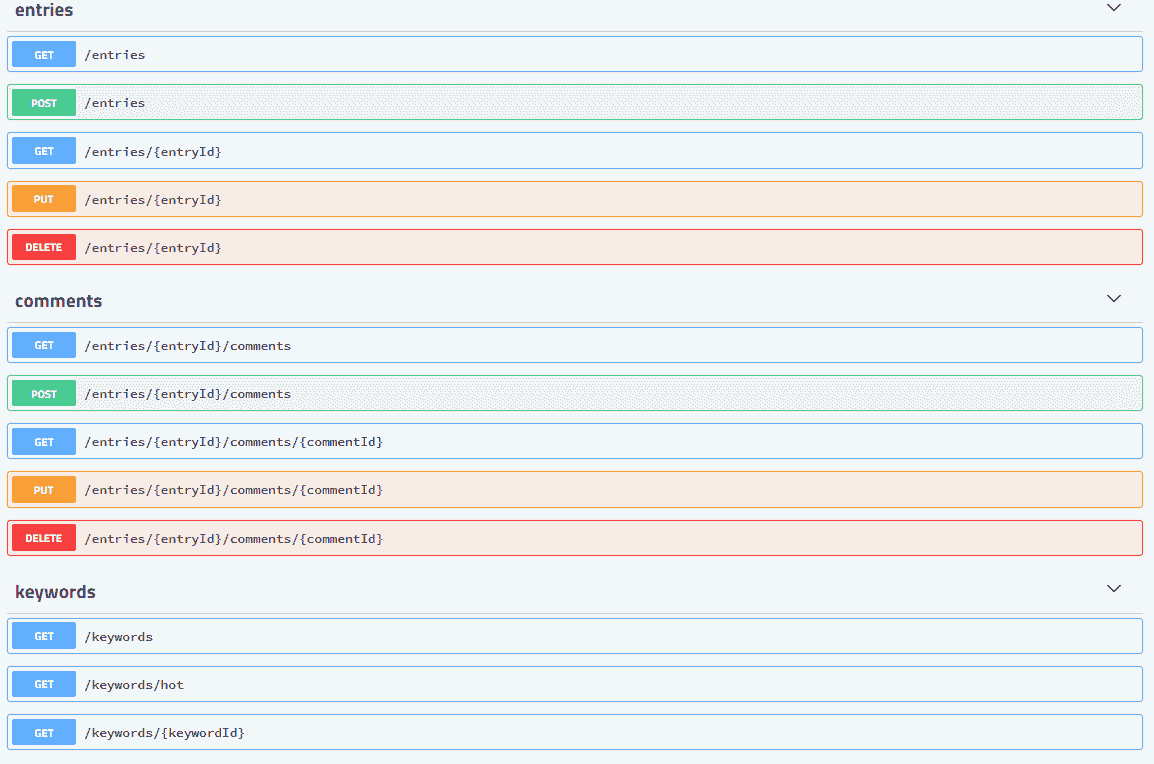 entries
GET /entries
POST /entries
GET /entries/{entryId}
PUT /entries/{entryId}
DELETE /entries/{entryId}
comments
GET /entries/{entryId}/comments
POST /entries/{entryId}/comments
GET /entries/{entryId}/comments/{commentId}
PUT /entries/{entryId}/comments/{commentId}
DELETE /entries/{entryId}/comments/{commentId}
keywords
GET /keywords
GET /keywords/hot
GET /keywords/{keywordId}